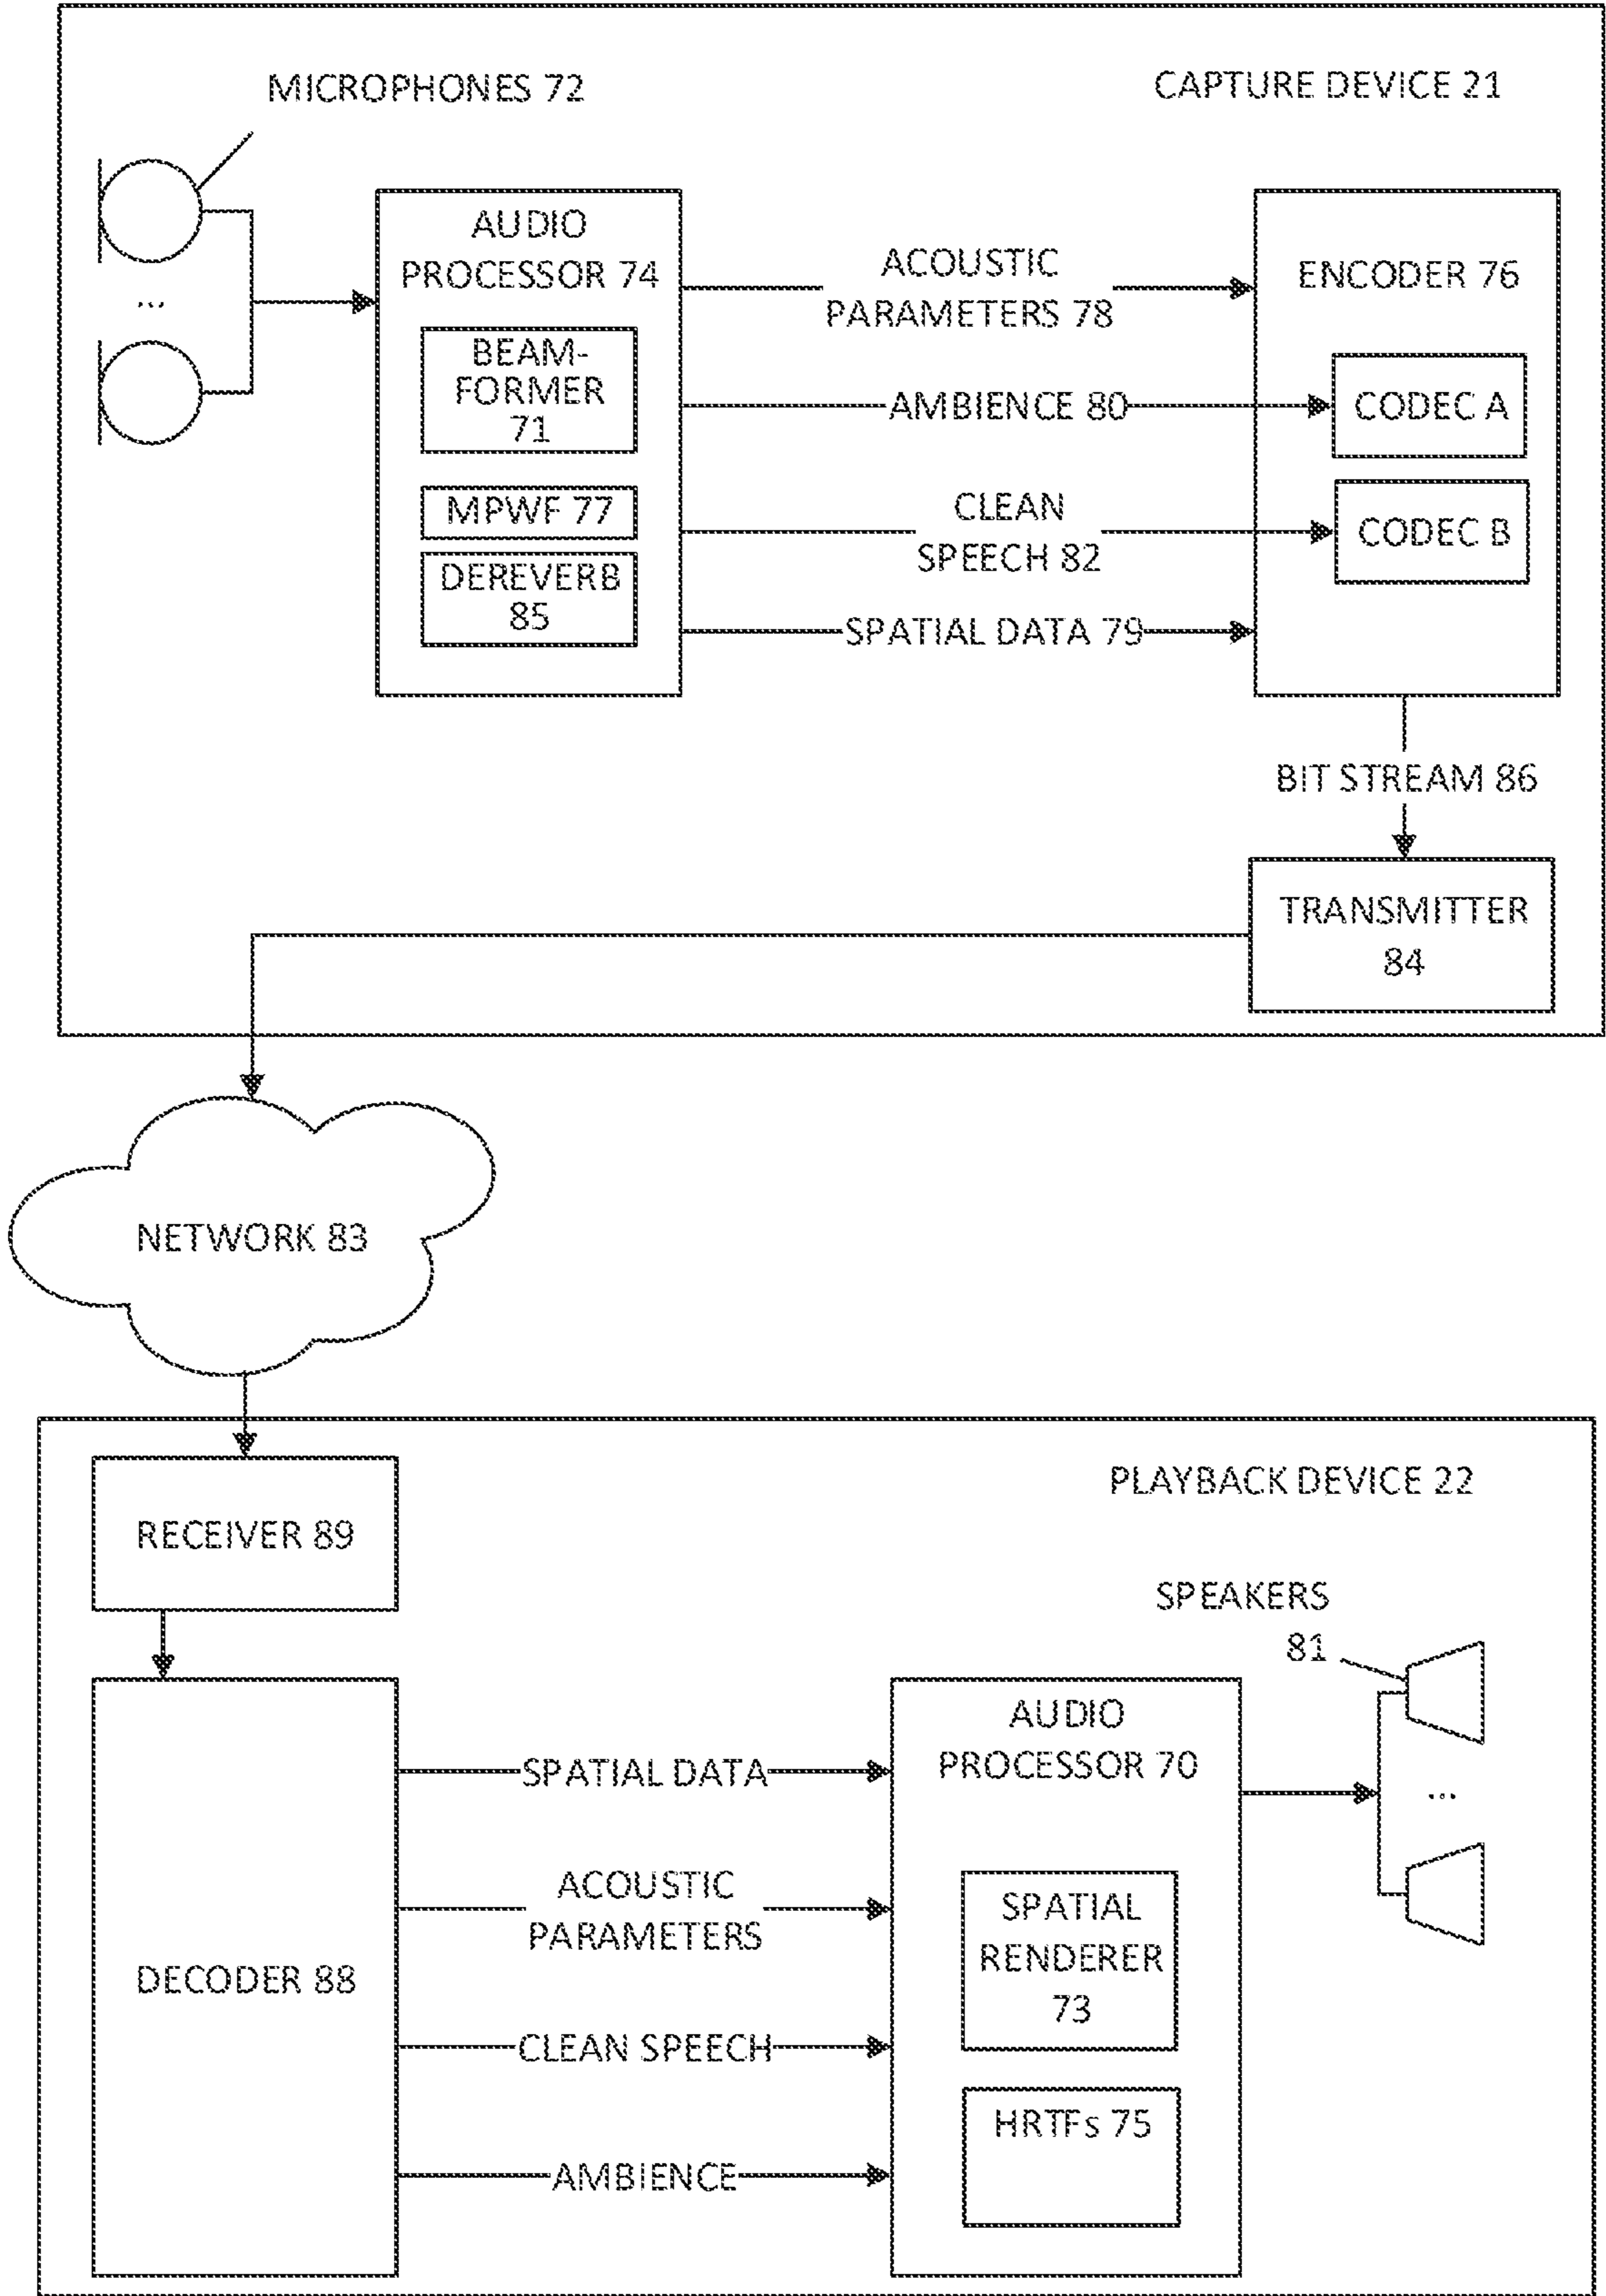 MICROPHONES 72
CAPTURE DEVICE 21
...
AUDIO
PROCESSOR 74
BEAM-
FORMER
71
MPWF 77
DEREVERB
85
ACOUSTIC
PARAMETERS 78
AMBIENCE 80
CLEAN
SPEECH 82
SPATIAL DATA 79
ENCODER 76
CODEC A
CODEC B
BIT STREAM 86
TRANSMITTER
84
NETWORK 83
PLAYBACK DEVICE 22
RECEIVER 89
DECODER 88
SPATIAL DATA
ACOUSTIC
PARAMETERS
CLEAN SPEECH
AMBIENCE
AUDIO
PROCESSOR 70
SPATIAL
RENDERER
73
HRTFs 75
SPEAKERS
81
...